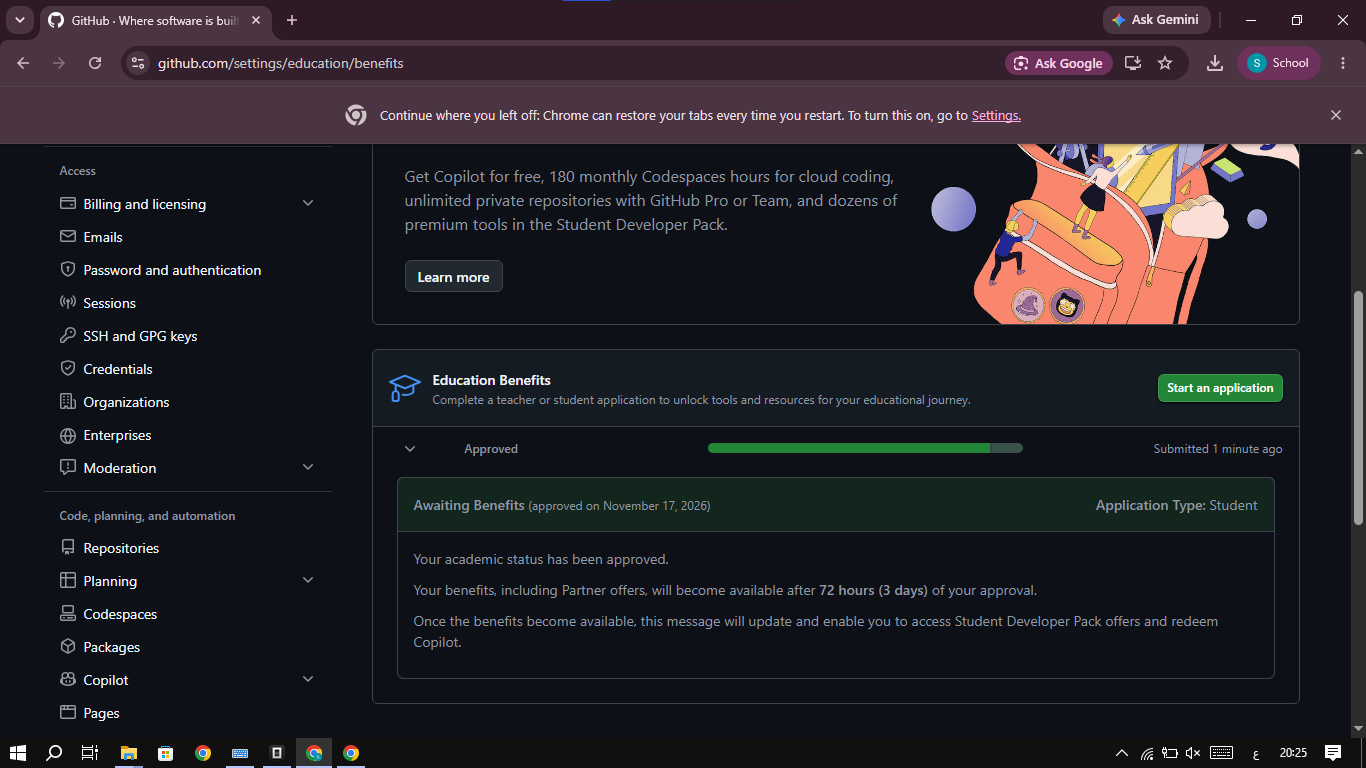 GitHub · Where software is buil
Ask Gemini
github.com/settings/education/benefits
Ask Google
S
School
Continue where you left off: Chrome can restore your tabs every time you restart. To turn this on, go to Settings.
Access
Billing and licensing
Emails
Password and authentication
Sessions
SSH and GPG keys
Credentials
Organizations
Enterprises
Moderation
Code, planning, and automation
Repositories
Planning
Codespaces
Packages
Copilot
Pages
Get Copilot for free, 180 monthly Codespaces hours for cloud coding,
unlimited private repositories with GitHub Pro or Team, and dozens of
premium tools in the Student Developer Pack.
Learn more
Education Benefits
Complete a teacher or student application to unlock tools and resources for your educational journey.
Start an application
Approved
Submitted 1 minute ago
Awaiting Benefits (approved on November 17, 2026)
Application Type: Student
Your academic status has been approved.
Your benefits, including Partner offers, will become available after 72 hours (3 days) of your approval.
Once the benefits become available, this message will update and enable you to access Student Developer Pack offers and redeem
Copilot.
ع
20:25